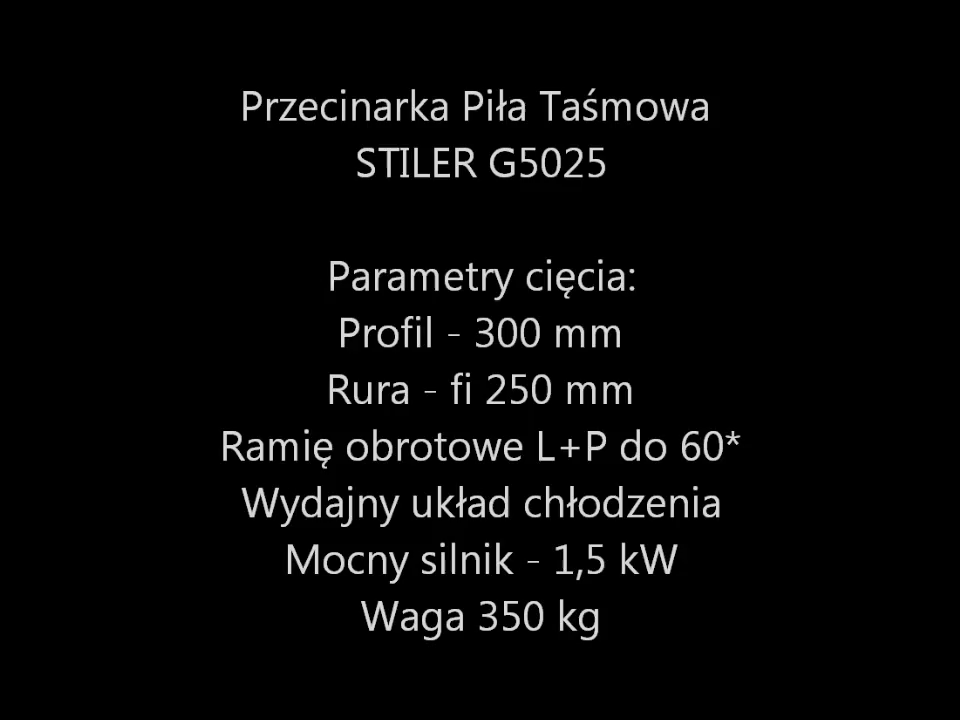 Przecinarka Piła Taśmowa
STILER G5025
Parametry cięcia:
Profil - 300 mm
Rura - fi 250 mm
Ramię obrotowe L+P do 60*
Wydajny układ chłodzenia
Mocny silnik - 1,5 kW
Waga 350 kg